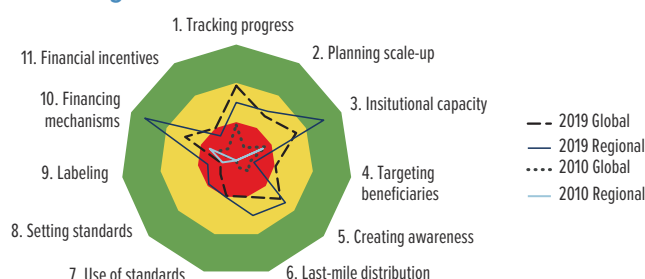 1. Tracking progress
2. Planning scale-up
3. Insitutional capacity
4. Targeting
beneficiaries
5. Creating awareness
6. Last-mile distribution
7. Use of standards
8. Setting standards
9. Labeling
10. Financing
mechanisms
11. Financial incentives
2019 Global
2019 Regional
2010 Global
2010 Regional